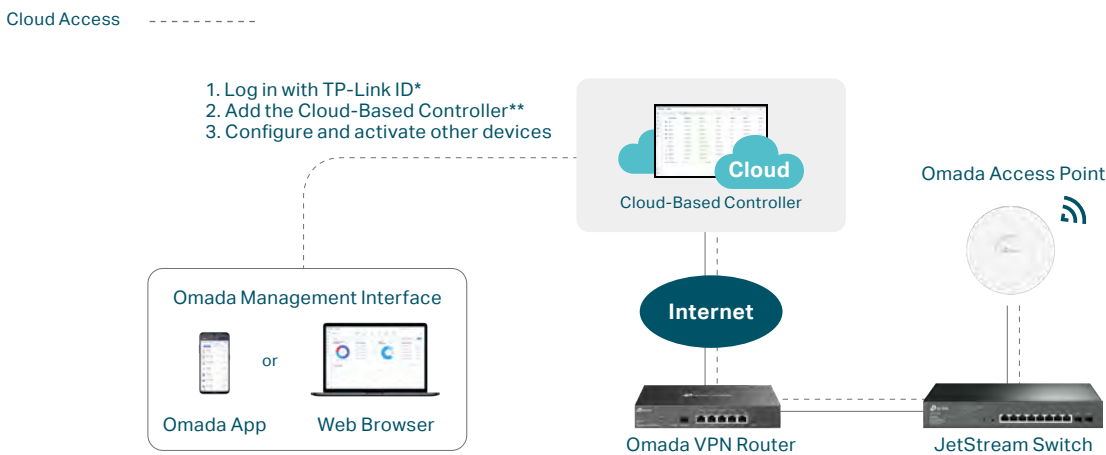 Cloud Access
1. Log in with TP-Link ID*
2. Add the Cloud-Based Controller**
3. Configure and activate other devices
Cloud
Cloud-Based Controller
Omada Access Point
Internet
Omada Management Interface
or
Omada App
Web Browser
Omada VPN Router
JetStream Switch